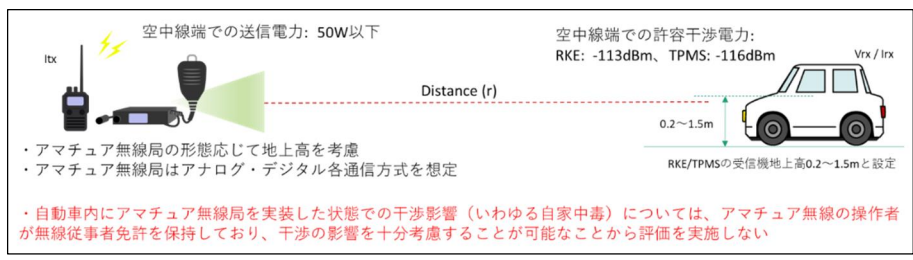 空中線端での送信電力: 50W以下
空中線端での許容干渉電力:
RKE: -113dBm、TPMS: -116dBm
Itx
Vrx / Irx
Distance (r)
0.2～1.5m
・アマチュア無線局の形態応じて地上高を考慮
・アマチュア無線局はアナログ・デジタル各通信方式を想定
RKE/TPMSの受信機地上高0.2～1.5mと設定
・自動車内にアマチュア無線局を実装した状態での干渉影響（いわゆる自家中毒）については、アマチュア無線の操作者
が無線従事者免許を保持しており、干渉の影響を十分考慮することが可能なことから評価を実施しない